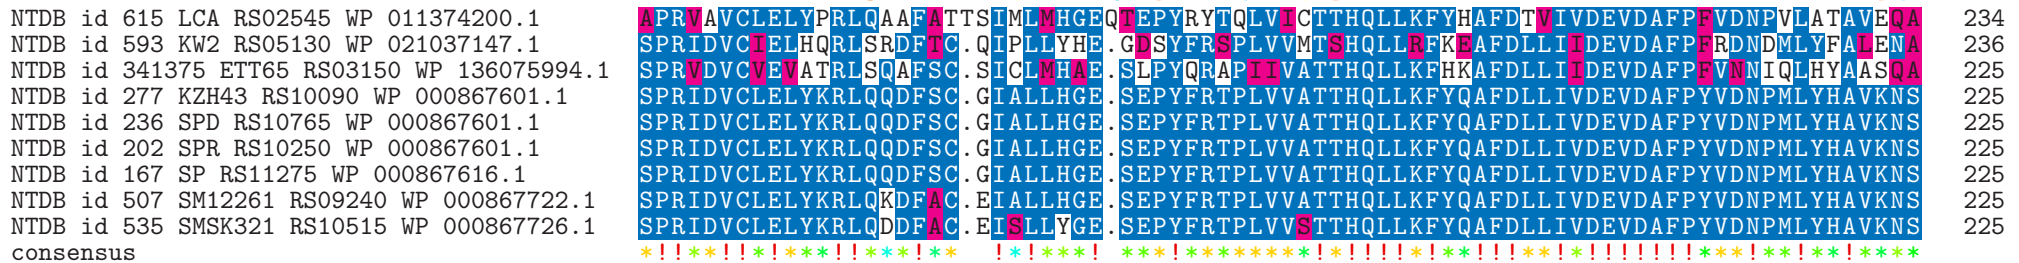 NTDB id 615 LCA RS02545 WP 011374200.1 APRVAVCLELYPRLQAAFATTSIMLMHGEQTEPYRYTQLVICTTHQLLKFYHAFDTVIVDEVDAFPFVDNPVLATAVEQA 234
NTDB id 593 KW2 RS05130 WP 021037147.1 SPRIDVCIELHQRLSRDFTC.QIPLLYHE.GDSYFRSPLVVMTSHQLLRFKEAFDLLIIDEVDAFPFRDNDMLYFALENA 236
NTDB id 341375 ETT65 RS03150 WP 136075994.1 SPRVDVCVEVATRLSQAFSC.SICLMHAE.SLPYQRAPIIVATTHQLLKFHKAFDLLIIDEVDAFPFVNNIQLHYAASQA 225
NTDB id 277 KZH43 RS10090 WP 000867601.1 SPRIDVCLELYKRLQQDFSC.GIALLHGE.SEPYFRTPLVVATTHQLLKFYQAFDLLIVDEVDAFPYVDNPMLYHAVKNS 225
NTDB id 236 SPD RS10765 WP 000867601.1 SPRIDVCLELYKRLQQDFSC.GIALLHGE.SEPYFRTPLVVATTHQLLKFYQAFDLLIVDEVDAFPYVDNPMLYHAVKNS 225
NTDB id 202 SPR RS10250 WP 000867601.1 SPRIDVCLELYKRLQQDFSC.GIALLHGE.SEPYFRTPLVVATTHQLLKFYQAFDLLIVDEVDAFPYVDNPMLYHAVKNS 225
NTDB id 167 SP RS11275 WP 000867616.1 SPRIDVCLELYKRLQQDFSC.GIALLHGE.SEPYFRTPLVVATTHQLLKFYQAFDLLIVDEVDAFPYVDNPMLYHAVKNS 225
NTDB id 507 SM12261 RS09240 WP 000867722.1 SPRIDVCLELYKRLQKDFAC.EIALLHGE.SEPYFRTPLVVATTHQLLKFYQAFDLLIVDEVDAFPYVDNPMLYHAVKNS 225
NTDB id 535 SMSK321 RS10515 WP 000867726.1 SPRIDVCLELYKRLQDDFAC.EISLLYGE.SEPYFRTPLVVSTTHQLLKFYQAFDLLIVDEVDAFPYVDNPMLYHAVKNS 225
consensus *!!**!!*!***!!***!**  !*!***! ***!********!*!!!!*!**!!!**!*!!!!!!!***!**!**!****